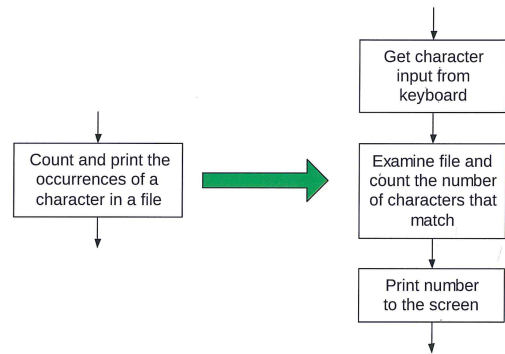 Count and print the
occurrences of a
character in a file
Get character
input from
keyboard
Examine file and
count the number
of characters that
match
Print number
to the screen